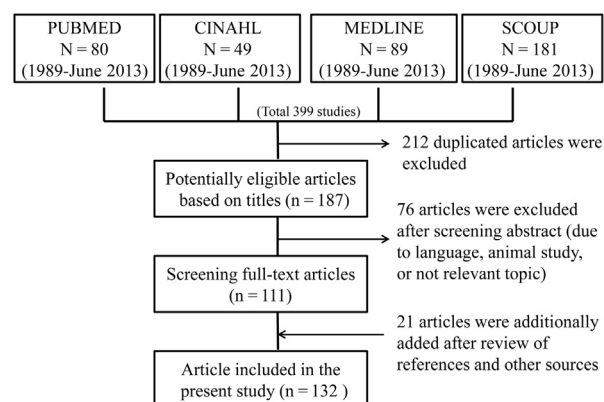 PUBMED
N = 80
(1989-June 2013)
CINAHL
N = 49
(1989-June 2013)
MEDLINE
N = 89
(1989-June 2013)
SCOUP
N = 181
(1989-June 2013)
(Total 399 studies)
212 duplicated articles were
excluded
Potentially eligible articles
based on titles (n = 187)
76 articles were excluded
after screening abstract (due
to language, animal study,
or not relevant topic)
Screening full-text articles
(n = 111)
21 articles were additionally
added after review of
references and other sources
Article included in the
present study (n = 132 )